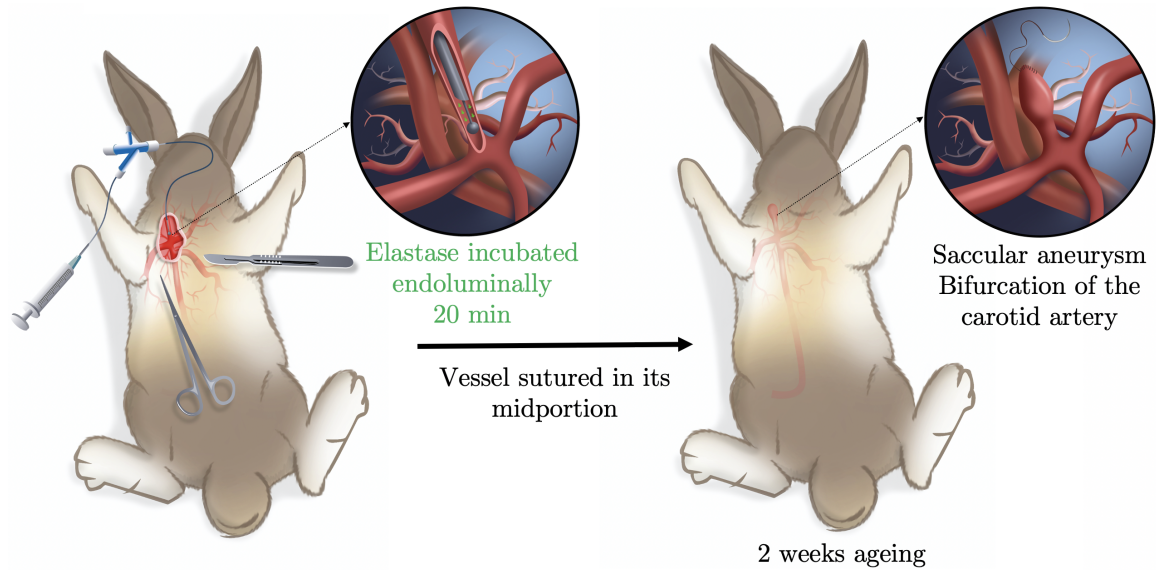 Elastase incubated
endoluminally
20 min
Vessel sutured in its
midportion
Saccular aneurysm
Bifurcation of the
carotid artery
2 weeks ageing